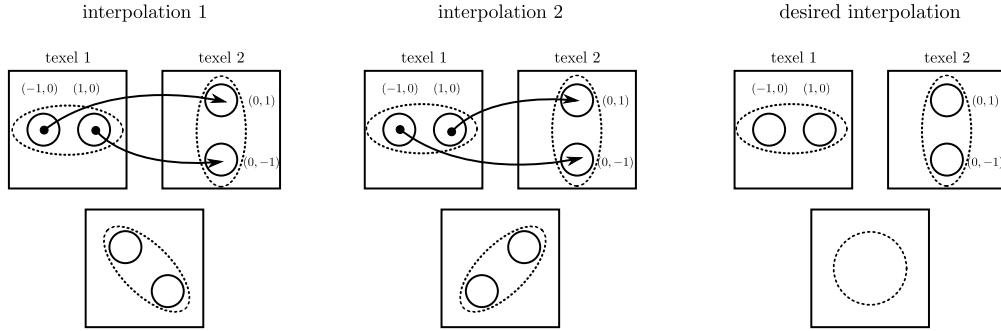 interpolation 1
interpolation 2
desired interpolation
texel 1
texel 2
texel 1
texel 2
texel 1
texel 2
(−1, 0)
(1, 0)
(0, 1)
(0, −1)
(−1, 0)
(1, 0)
(0, 1)
(0, −1)
(−1, 0)
(1, 0)
(0, 1)
(0, −1)